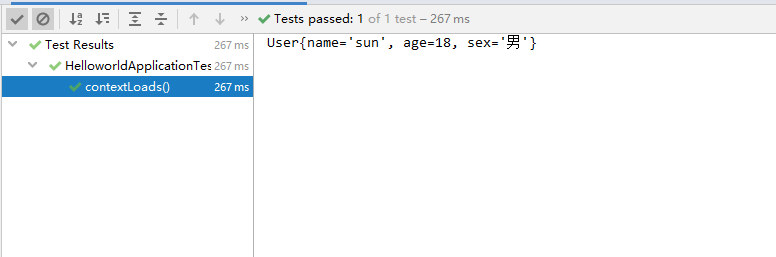 Tests passed: 1 of 1 test – 267 ms
Test Results 267 ms
HelloworldApplicationTes 267 ms
contextLoads() 267 ms
User{name='sun', age=18, sex='男'}